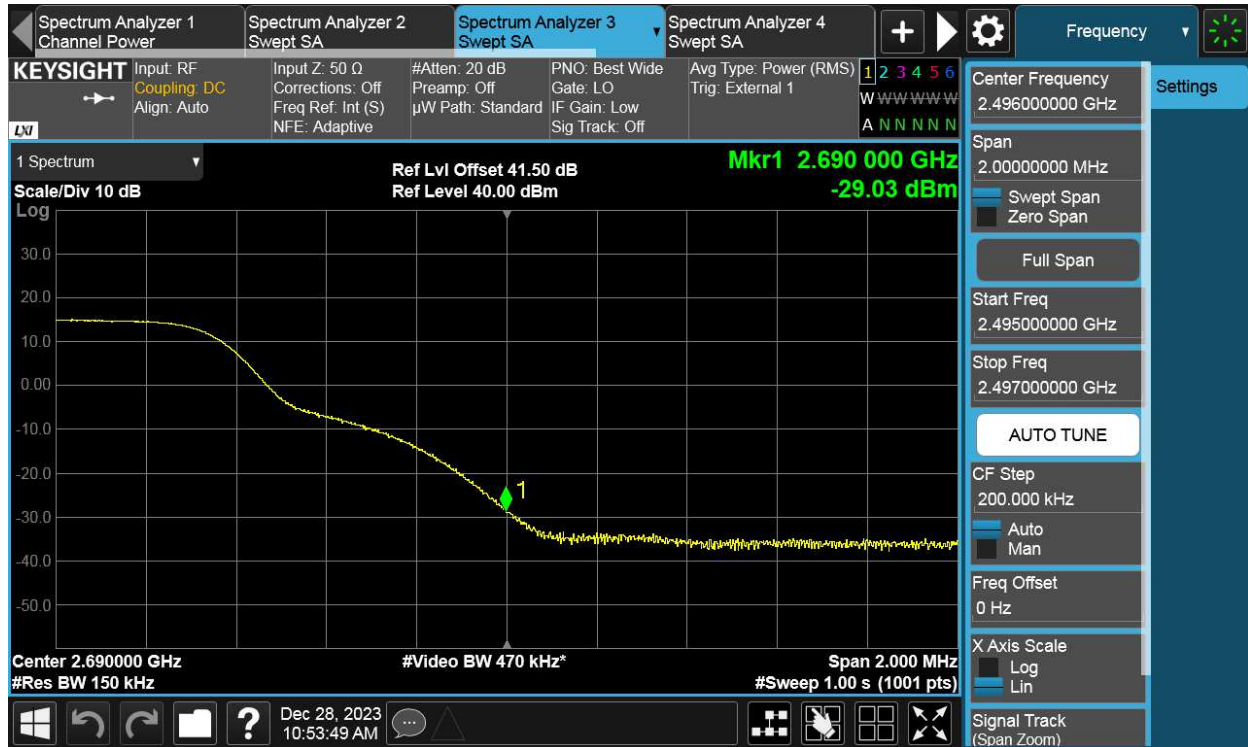 Spectrum Analyzer 1
Channel Power
Spectrum Analyzer 2
Swept SA
Spectrum Analyzer 3
Swept SA
Spectrum Analyzer 4
Swept SA
Frequency
KEYSIGHT
LXI
Input: RF
Coupling: DC
Align: Auto
Input Z: 50 Ω
Corrections: Off
Freq Ref: Int (S)
NFE: Adaptive
#Atten: 20 dB
Preamp: Off
µW Path: Standard
PNO: Best Wide
Gate: LO
IF Gain: Low
Sig Track: Off
Avg Type: Power (RMS)
Trig: External 1
1 2 3 4 5 6
W W W W W W
A N N N N N
1 Spectrum
Scale/Div 10 dB
Ref Lvl Offset 41.50 dB
Ref Level 40.00 dBm
Mkr1 2.690 000 GHz
-29.03 dBm
Log
30.0
20.0
10.0
0.00
-10.0
-20.0
-30.0
-40.0
-50.0
1
Center 2.690000 GHz
#Res BW 150 kHz
#Video BW 470 kHz*
Span 2.000 MHz
#Sweep 1.00 s (1001 pts)
Dec 28, 2023
10:53:49 AM
Center Frequency
2.496000000 GHz
Span
2.00000000 MHz
Swept Span
Zero Span
Full Span
Start Freq
2.495000000 GHz
Stop Freq
2.497000000 GHz
AUTO TUNE
CF Step
200.000 kHz
Auto
Man
Freq Offset
0 Hz
X Axis Scale
Log
Lin
Signal Track
(Span Zoom)
Settings